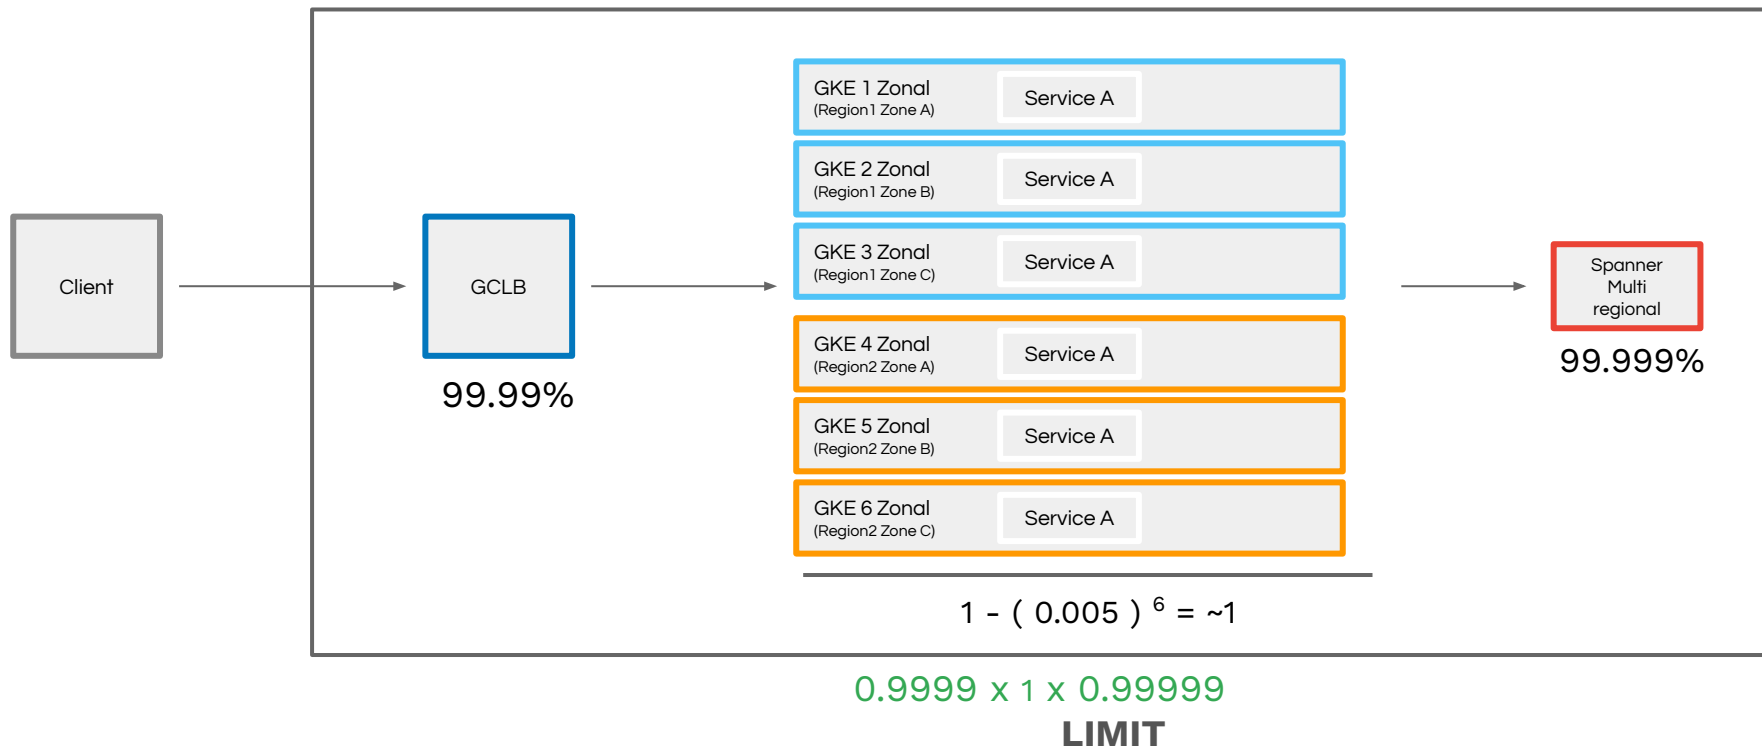 Client
GCLB
99.99%
GKE 1 Zonal
(Region1 Zone A)
Service A
GKE 2 Zonal
(Region1 Zone B)
Service A
GKE 3 Zonal
(Region1 Zone C)
Service A
GKE 4 Zonal
(Region2 Zone A)
Service A
GKE 5 Zonal
(Region2 Zone B)
Service A
GKE 6 Zonal
(Region2 Zone C)
Service A
1 - ( 0.005 ) ⁶ = ~1
Spanner
Multi
regional
99.999%
0.9999 x 1 x 0.99999
LIMIT